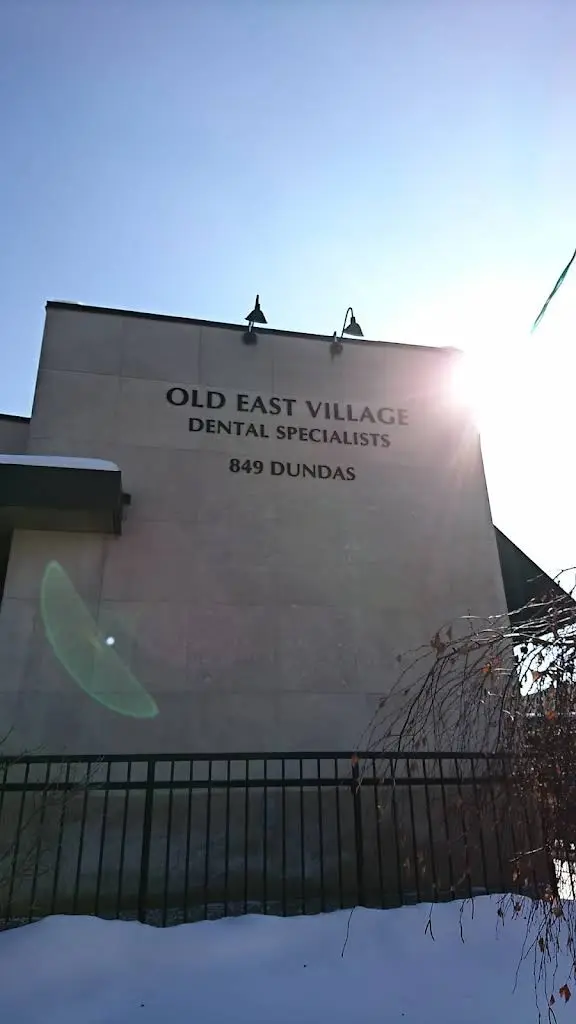 OLD EAST VILLAGE
DENTAL SPECIALISTS
849 DUNDAS